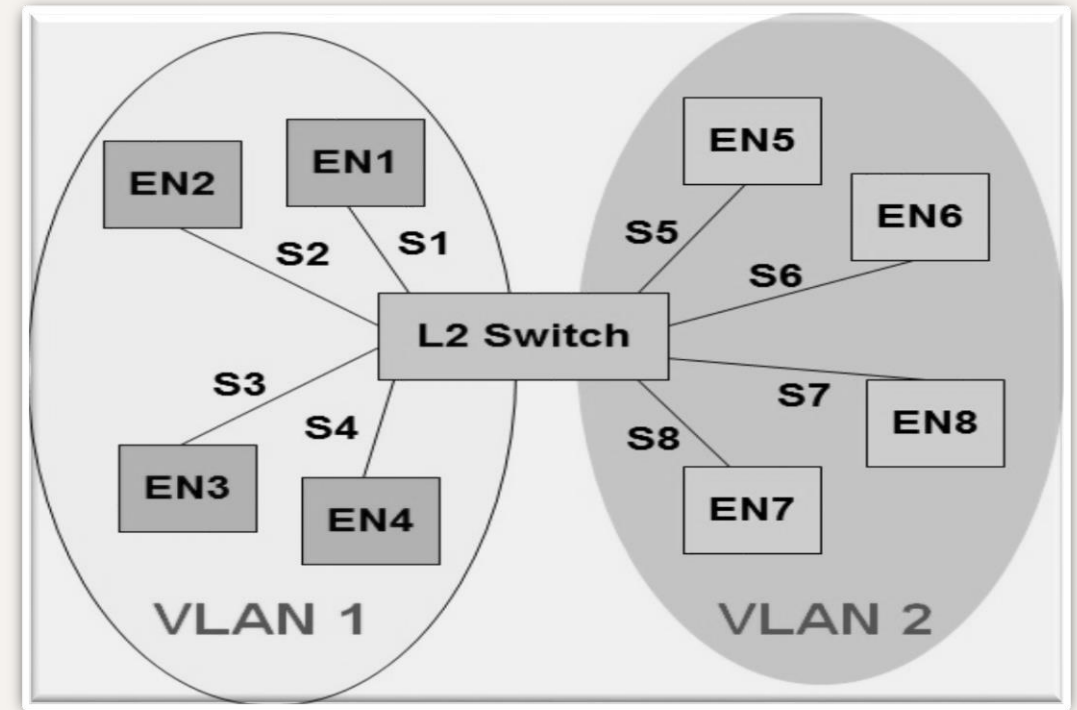 EN1
EN2
S1
S2
EN5
EN6
S5
S6
L2 Switch
S3
S4
EN3
EN4
S7
S8
EN8
EN7
VLAN 1
VLAN 2